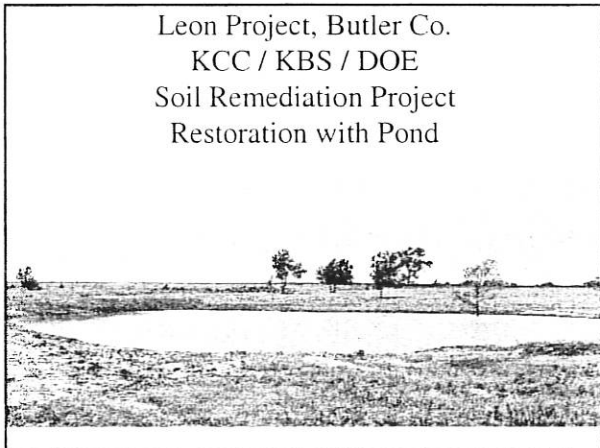 Leon Project, Butler Co.
KCC / KBS / DOE
Soil Remediation Project
Restoration with Pond